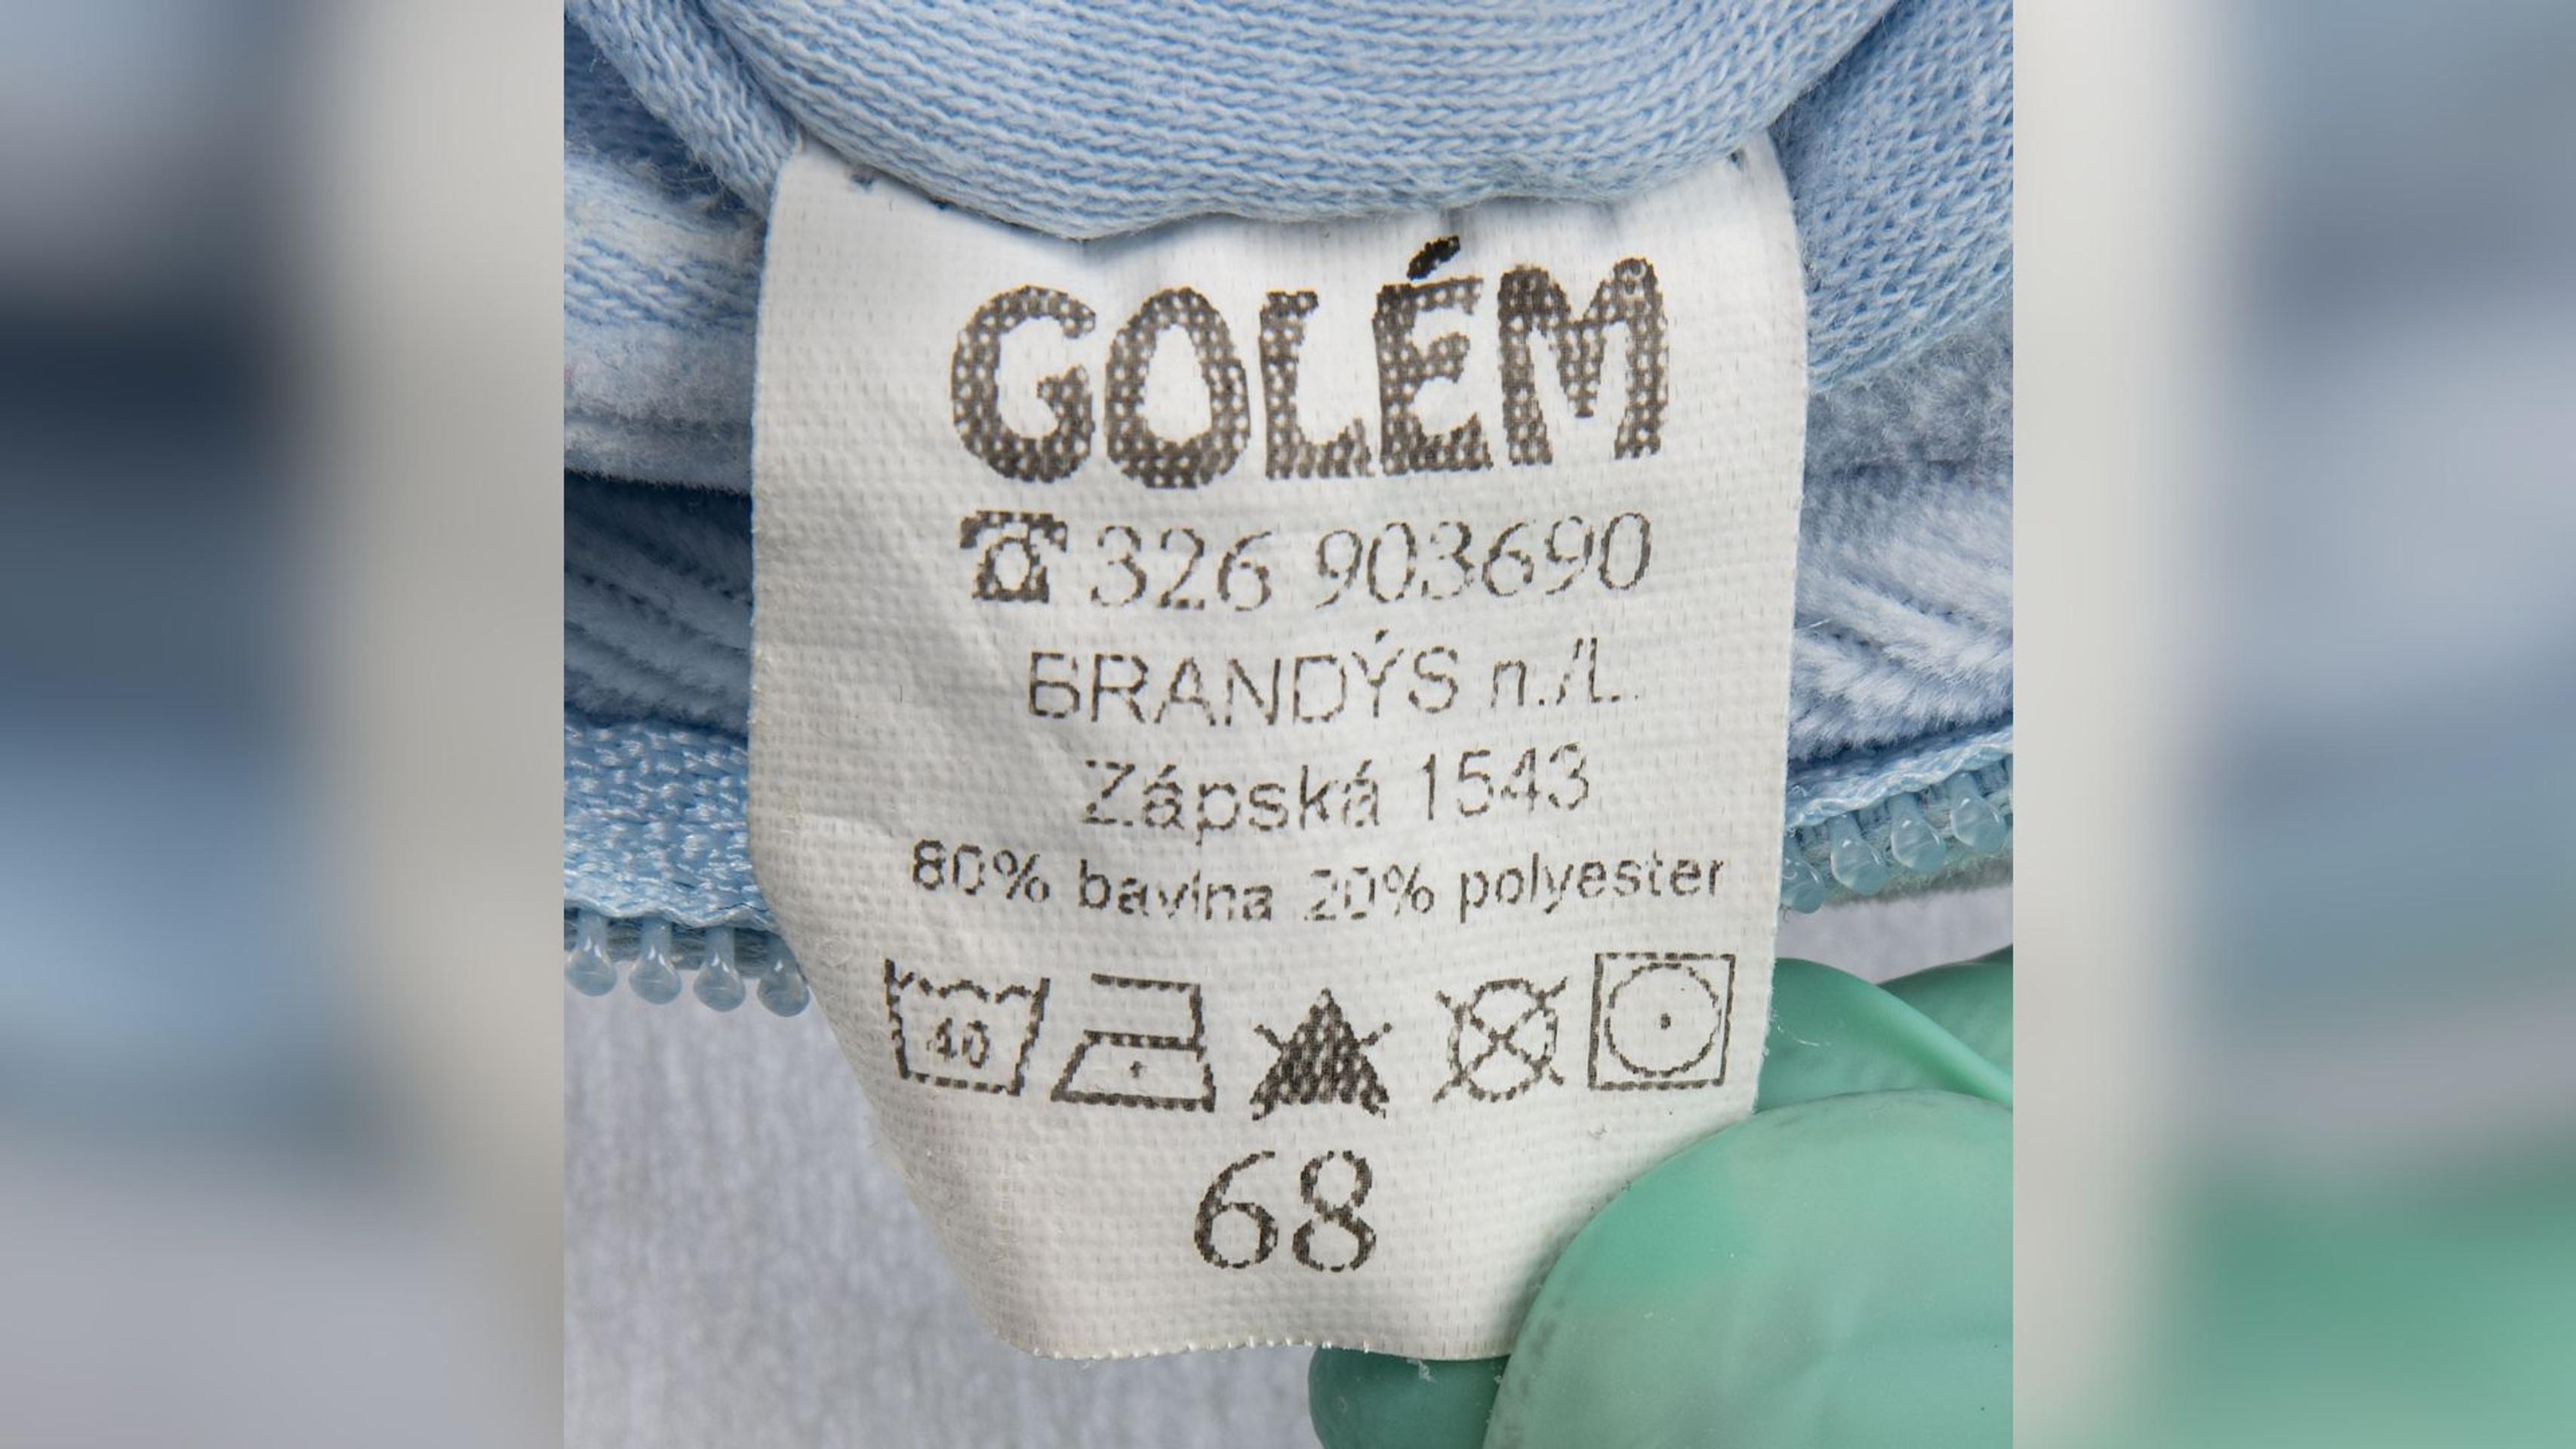 GOLÉM
☎ 326 903690
BRANDÝS n./L.
Zápská 1543
80% bavlna 20% polyester
40
68